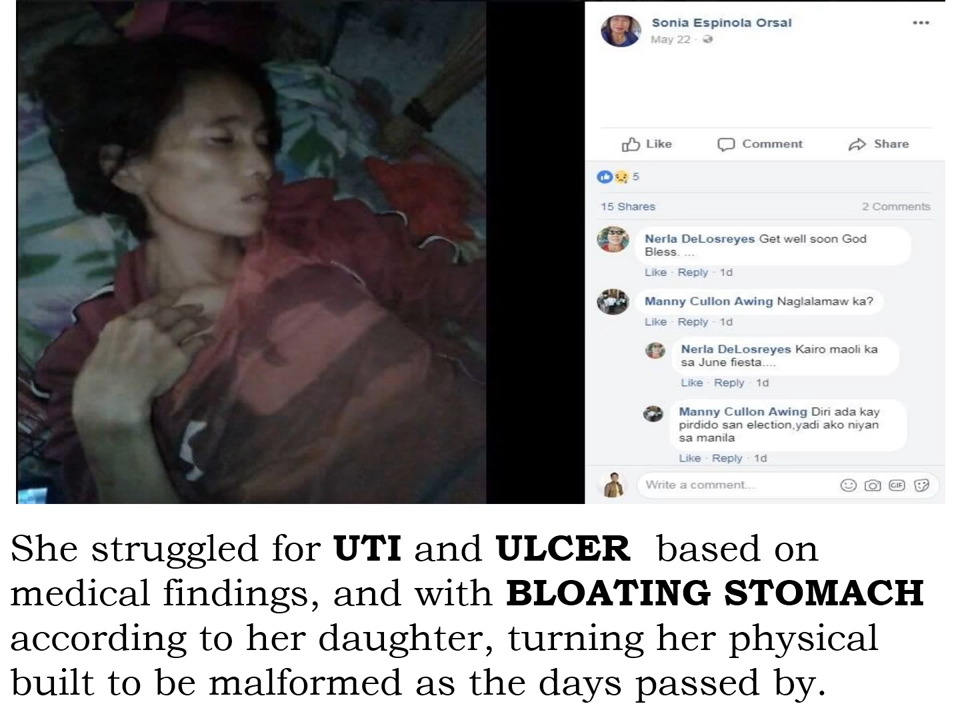 Sonia Espinola Orsal
May 22
Like Comment Share
5
15 Shares 2 Comments
Nerla DeLosreyes Get well soon God
Bless. ...
Like · Reply · 1d
Manny Cullon Awing Naglalamaw ka?
Like · Reply · 1d
Nerla DeLosreyes Kairo maoli ka
sa June fiesta....
Like · Reply · 1d
Manny Cullon Awing Diri ada kay
pirdido san election,yadi ako niyan
sa manila
Like · Reply · 1d
Write a comment...
GIF
She struggled for UTI and ULCER based on
medical findings, and with BLOATING STOMACH
according to her daughter, turning her physical
built to be malformed as the days passed by.